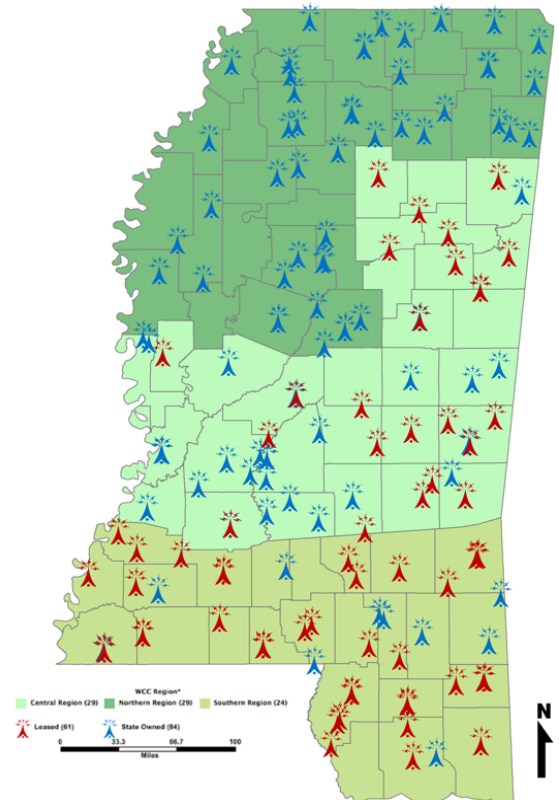 WCC Region*
Central Region (29) Northern Region (29) Southern Region (24)
Leased (61) State Owned (84)
0 33.3 66.7 100
Miles
N